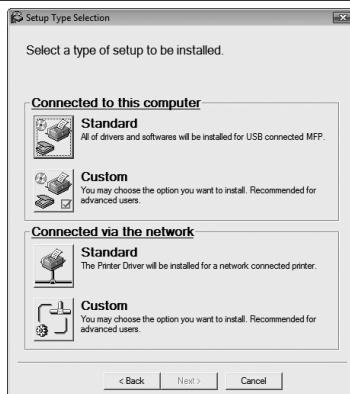 Setup Type Selection
Select a type of setup to be installed.
Connected to this computer
Standard
All of drivers and softwares will be installed for USB connected MFP.
Custom
You may choose the option you want to install. Recommended for
advanced users.
Connected via the network
Standard
The Printer Driver will be installed for a network connected printer.
Custom
You may choose the option you want to install. Recommended for
advanced users.
< Back Next > Cancel